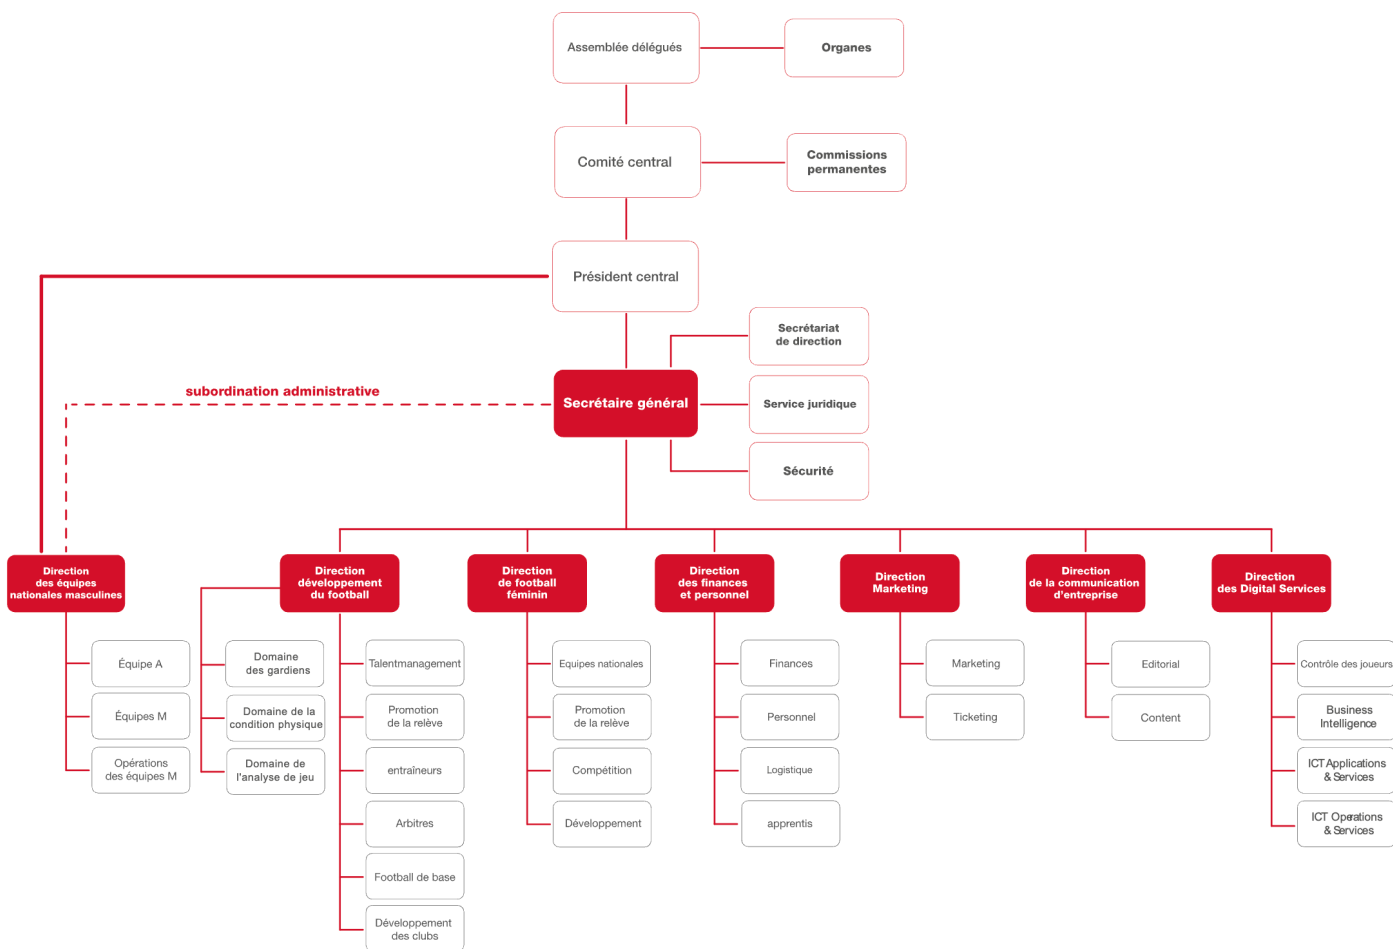 Assemblée délégués
Organes
Comité central
Commissions
permanentes
Président central
Secrétariat
de direction
subordination administrative
Secrétaire général
Service juridique
Sécurité
Direction
des équipes
nationales masculines
Direction
développement
du football
Direction
de football
féminin
Direction
des finances
et personnel
Direction
Marketing
Direction
de la communication
d'entreprise
Direction
des Digital Services
Équipe A
Équipes M
Opérations
des équipes M
Domaine
des gardiens
Domaine de la
condition physique
Domaine de
l'analyse de jeu
Talentmanagement
Promotion
de la relève
entraîneurs
Arbitres
Football de base
Développement
des clubs
Equipes nationales
Promotion
de la relève
Compétition
Développement
Finances
Personnel
Logistique
apprentis
Marketing
Ticketing
Editorial
Content
Contrôle des joueurs
Business
Intelligence
ICT Applications
& Services
ICT Operations
& Services